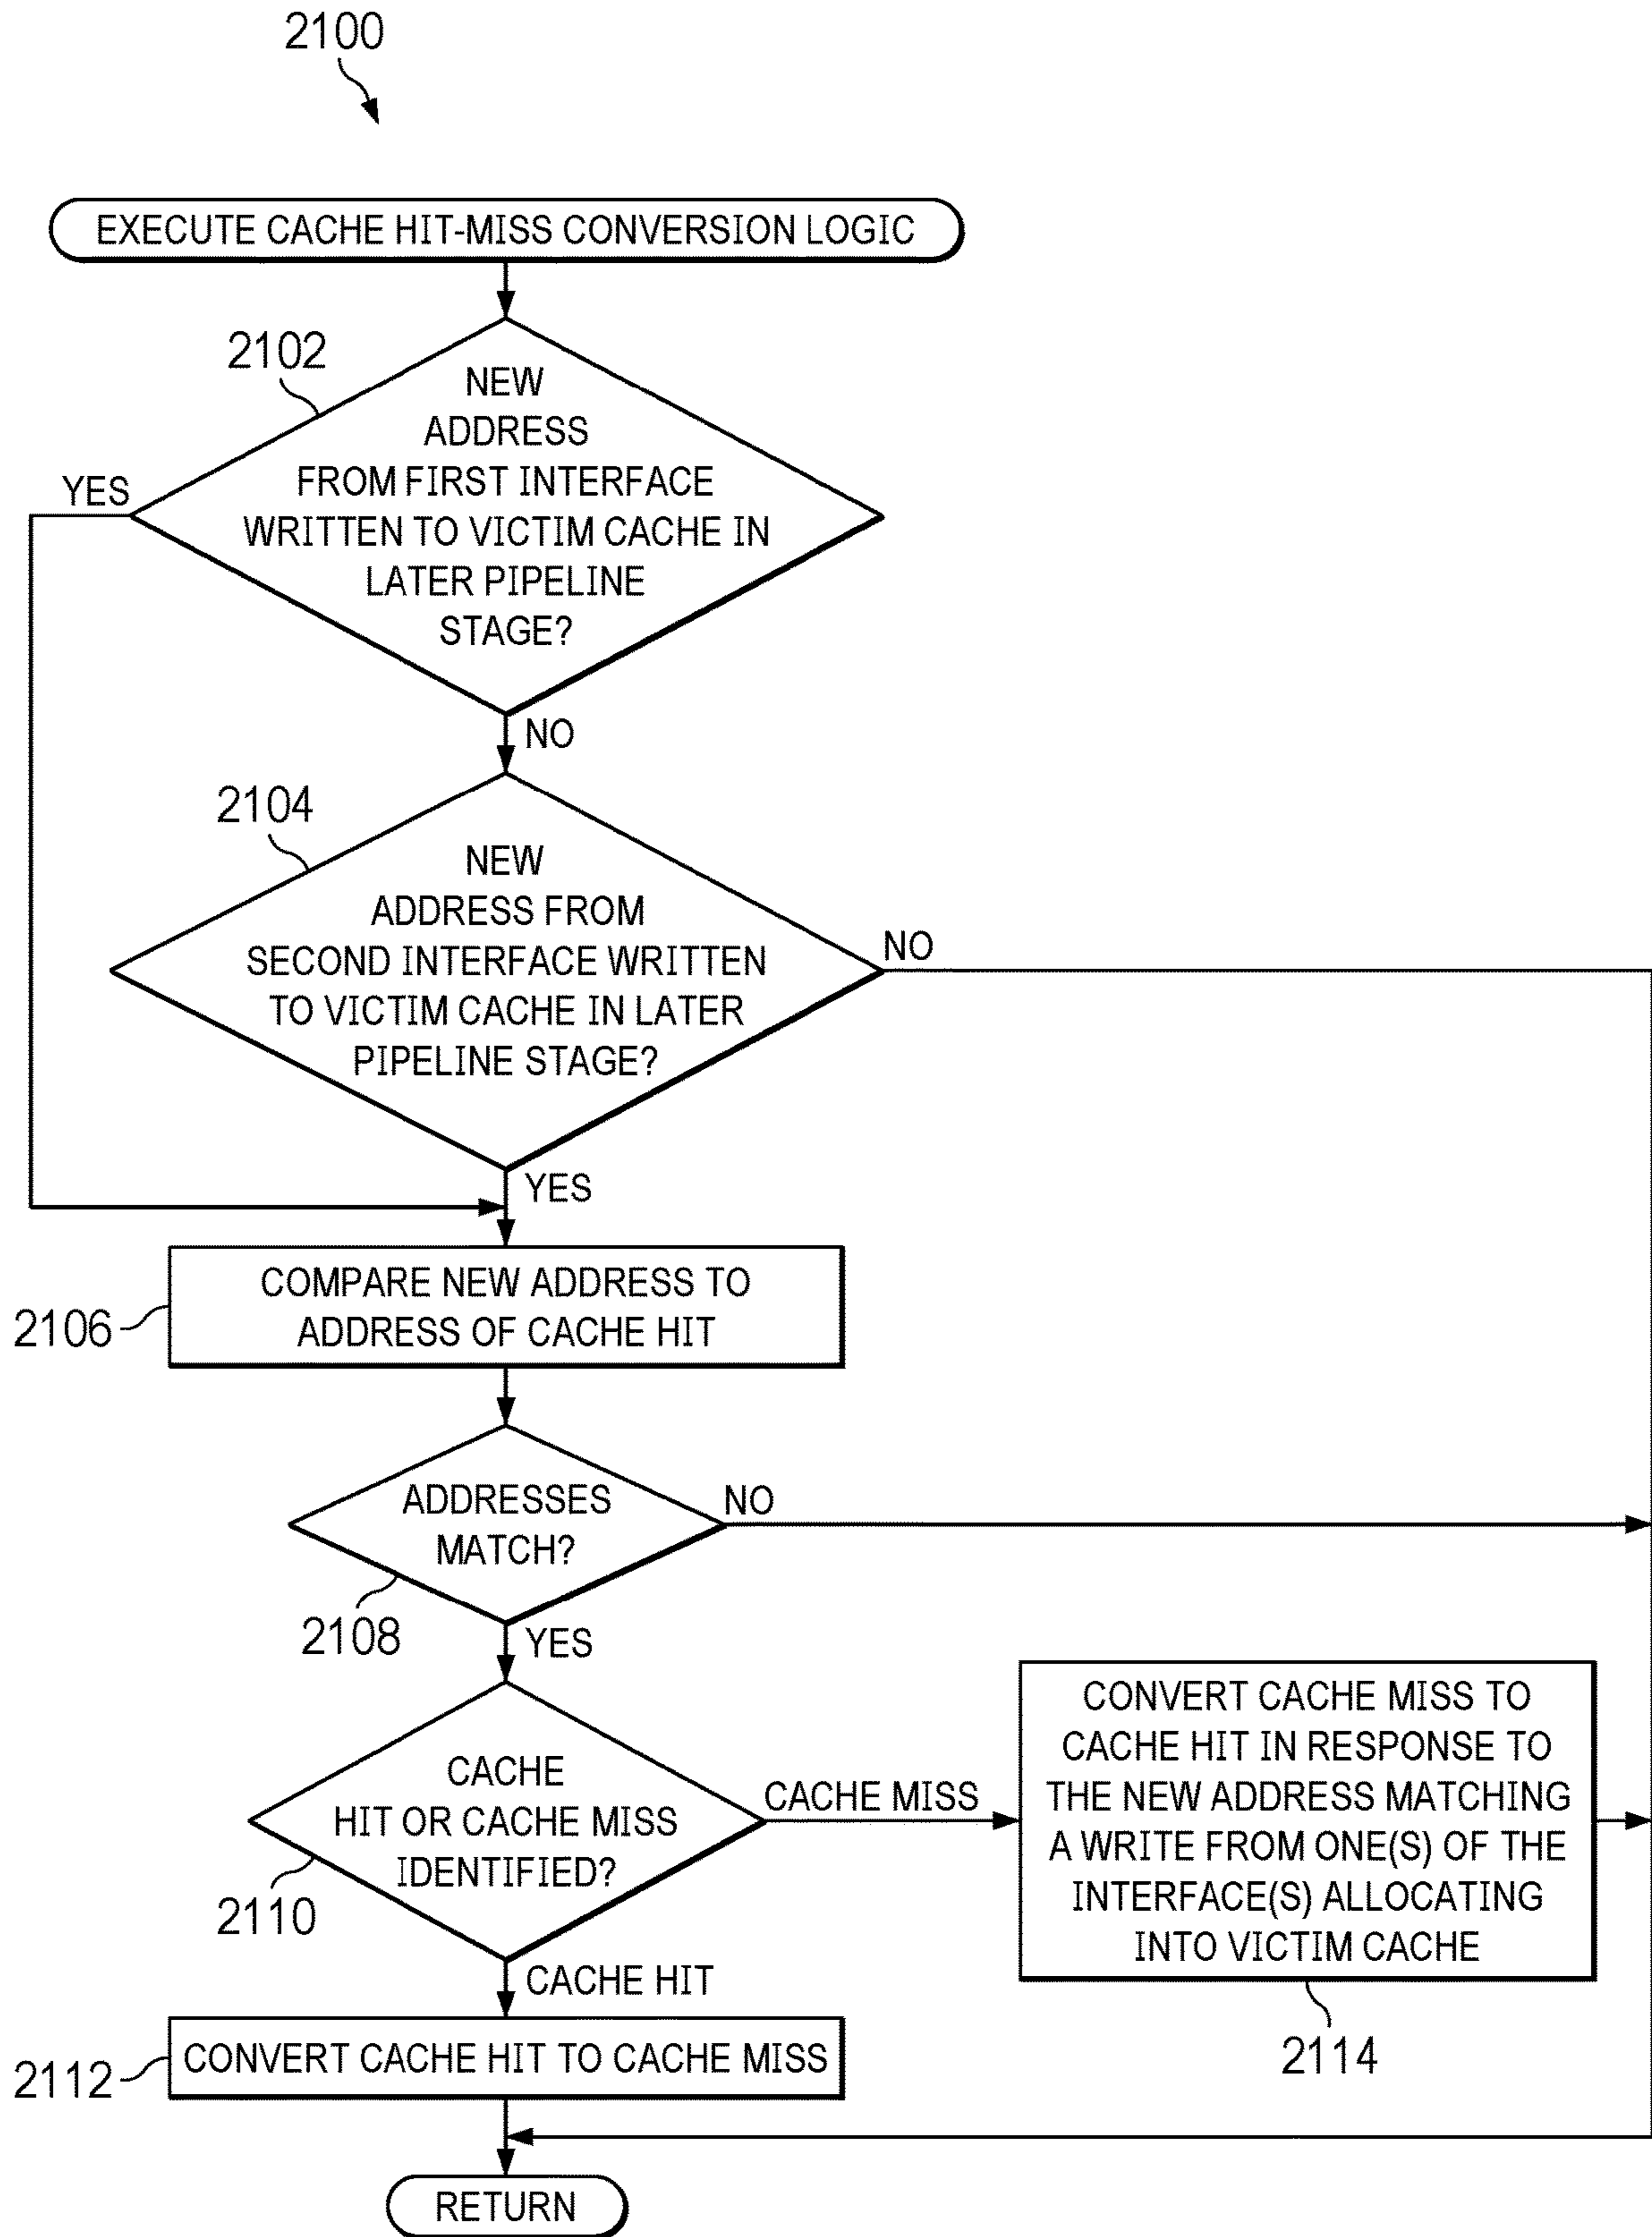 2100
EXECUTE CACHE HIT-MISS CONVERSION LOGIC
2102
NEW
ADDRESS
FROM FIRST INTERFACE
WRITTEN TO VICTIM CACHE IN
LATER PIPELINE
STAGE?
YES
NO
2104
NEW
ADDRESS FROM
SECOND INTERFACE WRITTEN
TO VICTIM CACHE IN LATER
PIPELINE STAGE?
NO
YES
COMPARE NEW ADDRESS TO
ADDRESS OF CACHE HIT
2106
ADDRESSES
MATCH?
NO
2108
YES
CACHE
HIT OR CACHE MISS
IDENTIFIED?
2110
CACHE MISS
CONVERT CACHE MISS TO
CACHE HIT IN RESPONSE TO
THE NEW ADDRESS MATCHING
A WRITE FROM ONE(S) OF THE
INTERFACE(S) ALLOCATING
INTO VICTIM CACHE
2114
CACHE HIT
CONVERT CACHE HIT TO CACHE MISS
2112
RETURN